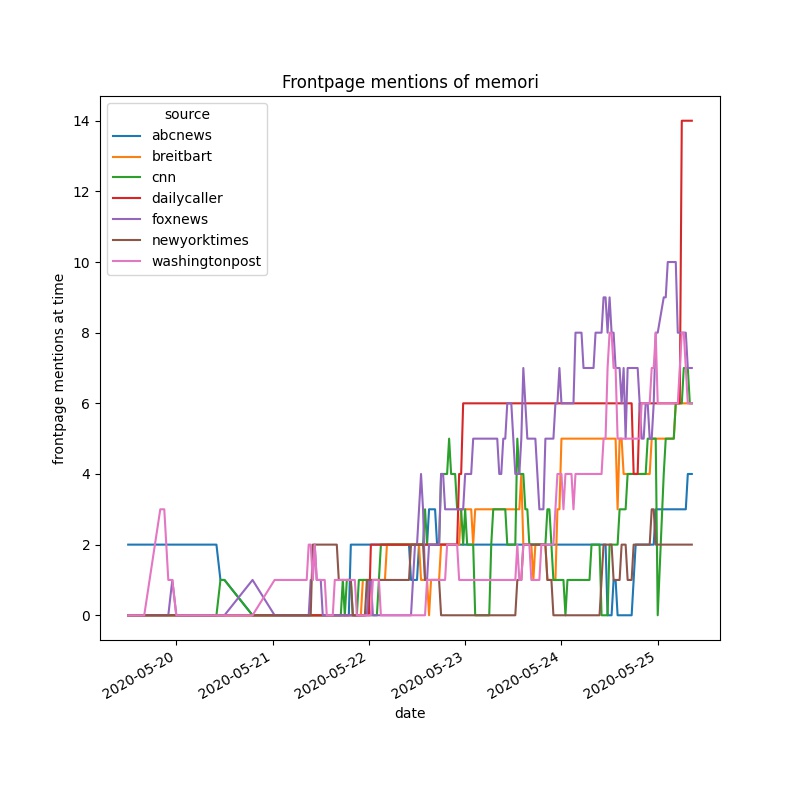 Frontpage mentions of memori
source
abcnews
breitbart
cnn
dailycaller
foxnews
newyorktimes
washingtonpost
frontpage mentions at time
14
12
10
8
6
4
2
0
2020-05-20
2020-05-21
2020-05-22
2020-05-23
2020-05-24
2020-05-25
date